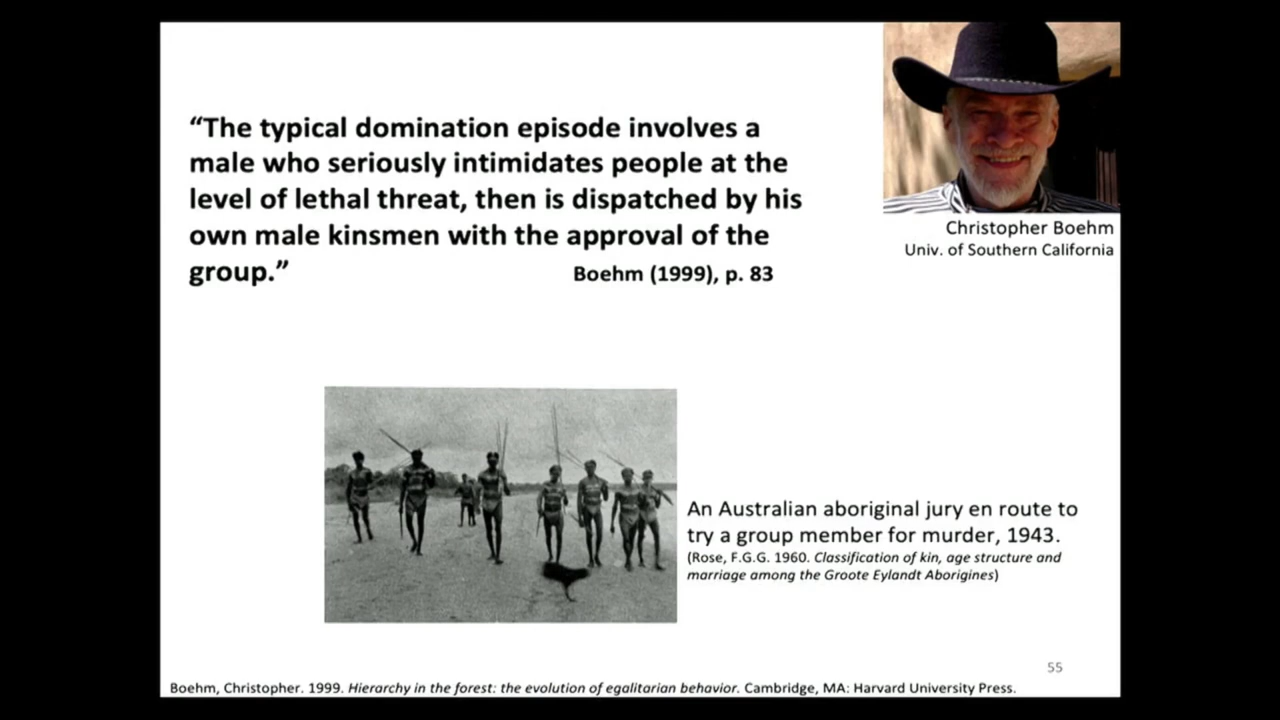 “The typical domination episode involves a
male who seriously intimidates people at the
level of lethal threat, then is dispatched by his
own male kinsmen with the approval of the
group.”
Boehm (1999), p. 83
Christopher Boehm
Univ. of Southern California
An Australian aboriginal jury en route to
try a group member for murder, 1943.
(Rose, F.G.G. 1960. Classification of kin, age structure and
marriage among the Groote Eylandt Aborigines)
55
Boehm, Christopher. 1999. Hierarchy in the forest: the evolution of egalitarian behavior. Cambridge, MA: Harvard University Press.